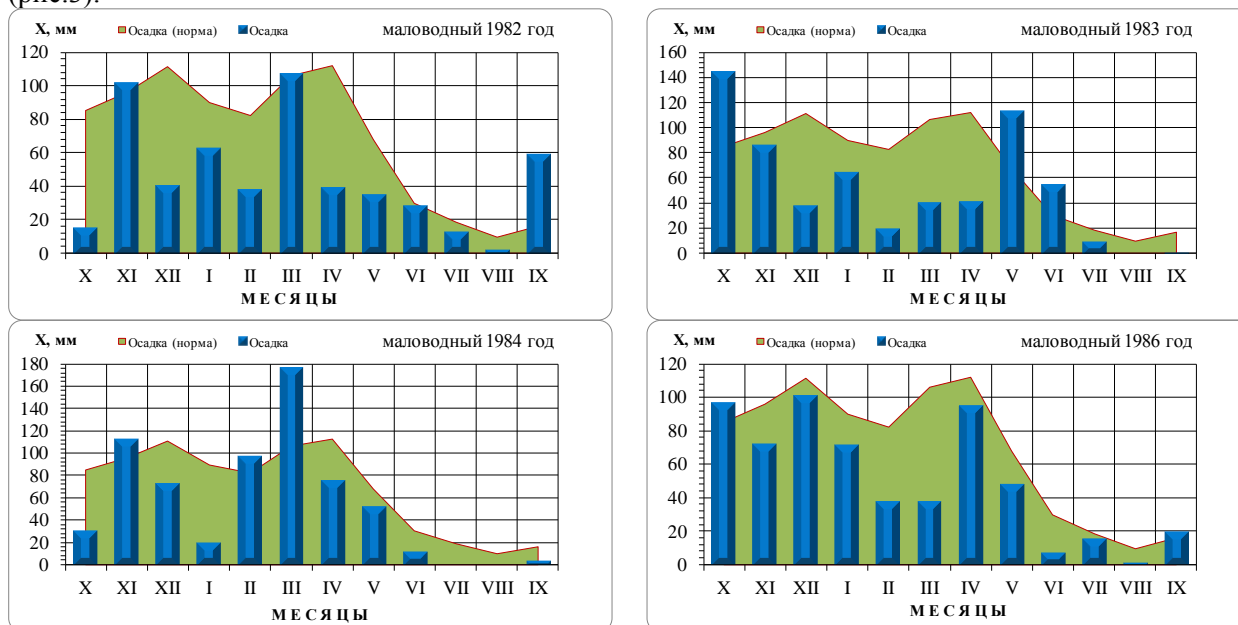 (рис.3).
X, мм Осадка (норма) Осадка маловодный 1982 год
120
100
80
60
40
20
0
X XI XII I II III IV V VI VII VIII IX
М Е С Я Ц Ы
X, мм Осадка (норма) Осадка маловодный 1983 год
160
140
120
100
80
60
40
20
0
X XI XII I II III IV V VI VII VIII IX
М Е С Я Ц Ы
X, мм Осадка (норма) Осадка маловодный 1984 год
180
160
140
120
100
80
60
40
20
0
X XI XII I II III IV V VI VII VIII IX
М Е С Я Ц Ы
X, мм Осадка (норма) Осадка маловодный 1986 год
120
100
80
60
40
20
0
X XI XII I II III IV V VI VII VIII IX
М Е С Я Ц Ы